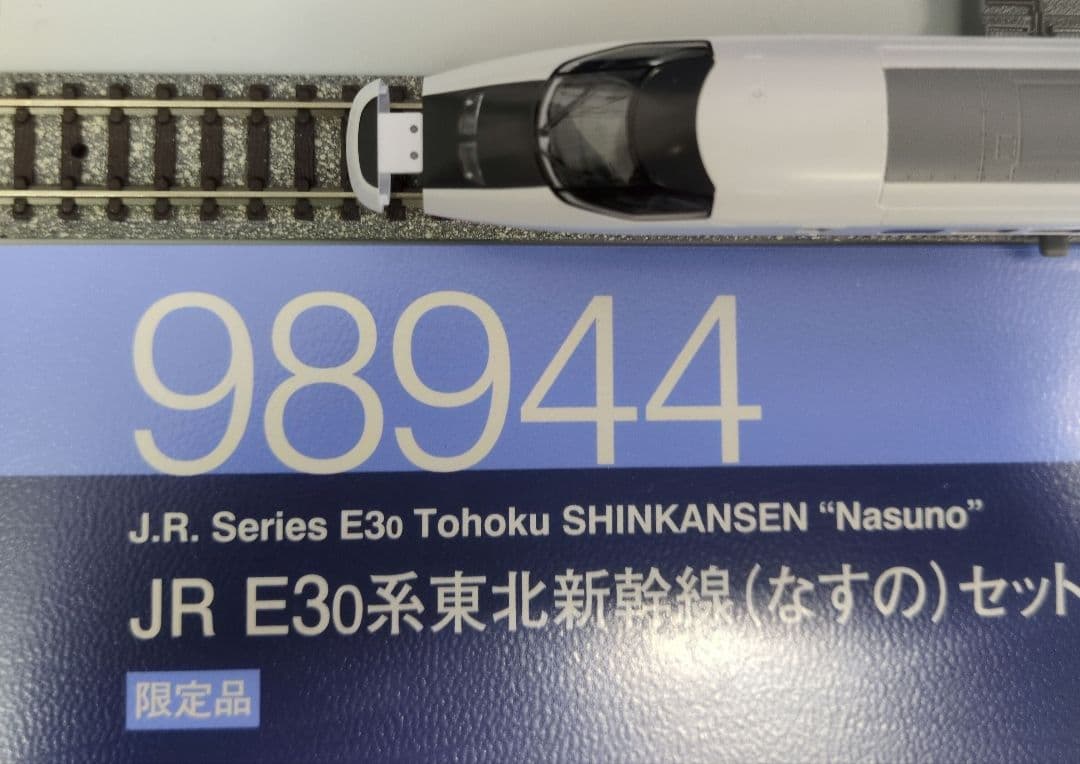 98944
J.R. Series E30 Tohoku SHINKANSEN “Nasuno”
JR E30系東北新幹線(なすの)セット
限定品